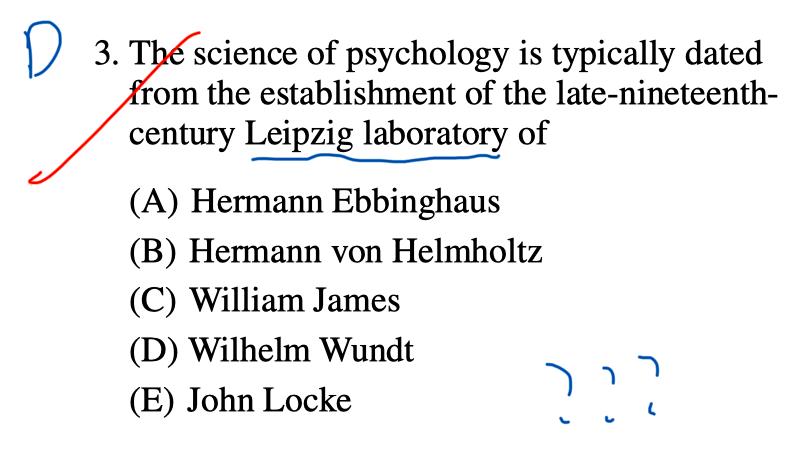 D 3. The science of psychology is typically dated
from the establishment of the late-nineteenth-
century Leipzig laboratory of
(A) Hermann Ebbinghaus
(B) Hermann von Helmholtz
(C) William James
(D) Wilhelm Wundt
(E) John Locke
???